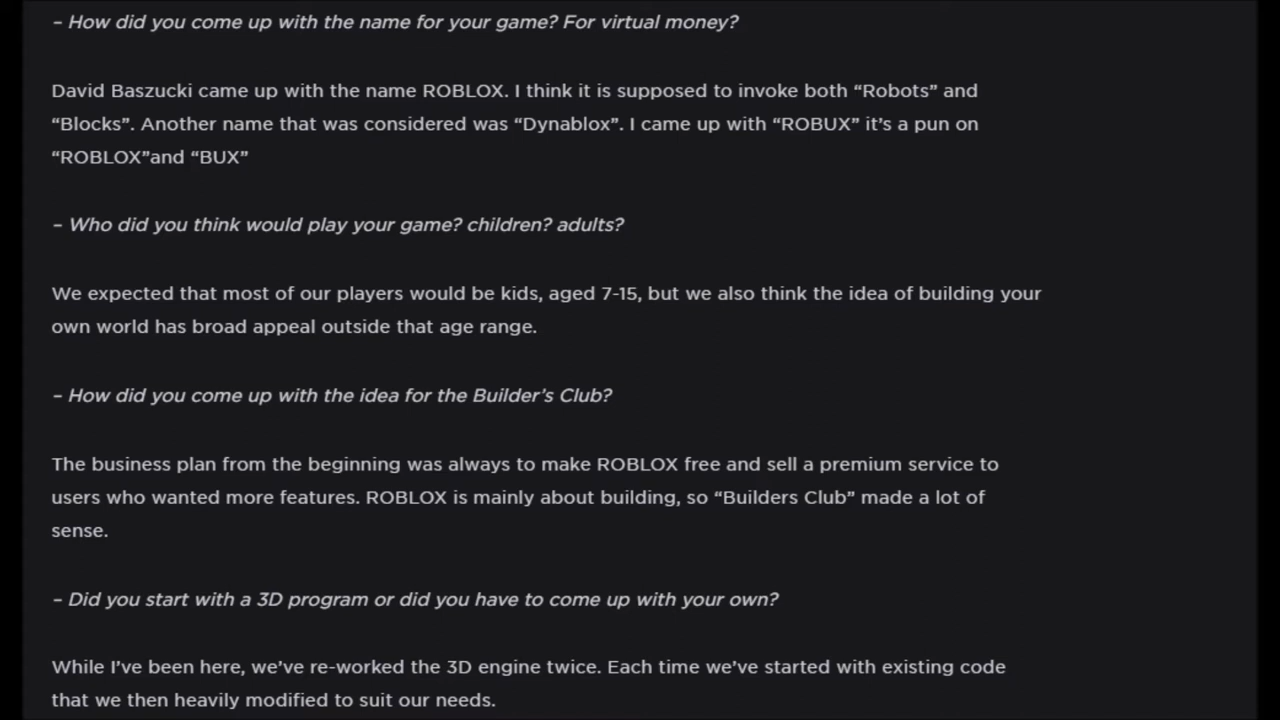 – How did you come up with the name for your game? For virtual money?
David Baszucki came up with the name ROBLOX. I think it is supposed to invoke both “Robots” and
“Blocks”. Another name that was considered was “Dynablox”. I came up with “ROBUX” it’s a pun on
“ROBLOX”and “BUX”
– Who did you think would play your game? children? adults?
We expected that most of our players would be kids, aged 7-15, but we also think the idea of building your
own world has broad appeal outside that age range.
– How did you come up with the idea for the Builder’s Club?
The business plan from the beginning was always to make ROBLOX free and sell a premium service to
users who wanted more features. ROBLOX is mainly about building, so “Builders Club” made a lot of
sense.
– Did you start with a 3D program or did you have to come up with your own?
While I’ve been here, we’ve re-worked the 3D engine twice. Each time we’ve started with existing code
that we then heavily modified to suit our needs.